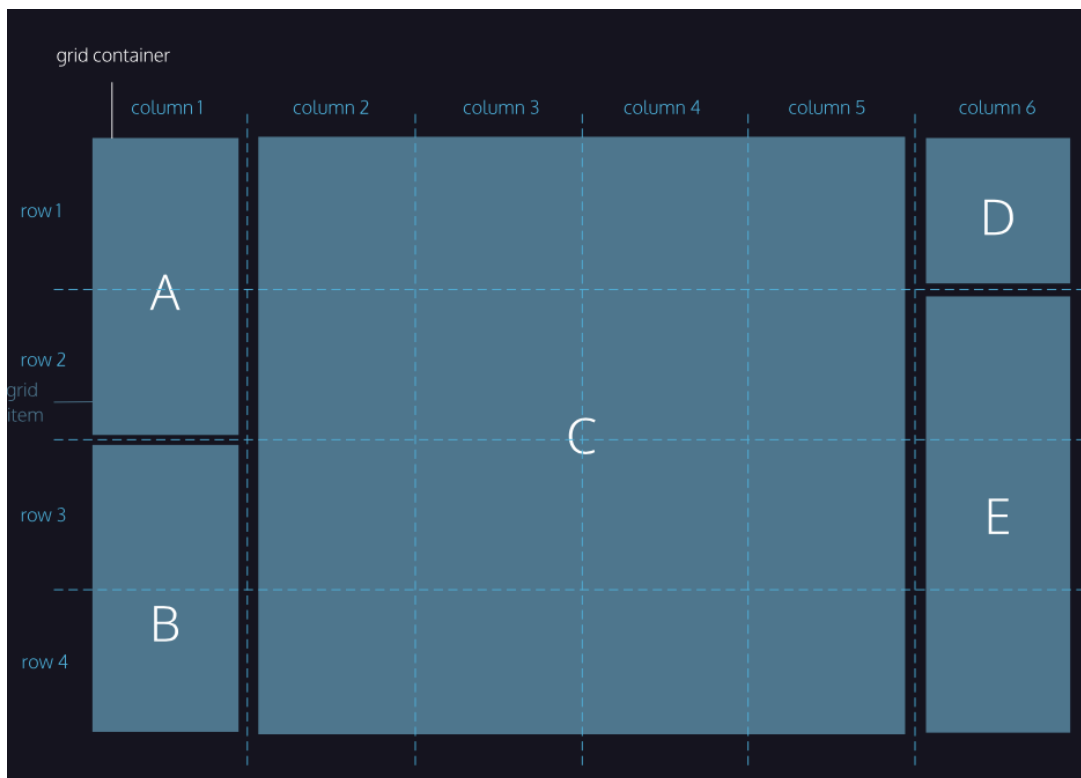 grid container
column 1
column 2
column 3
column 4
column 5
column 6
row 1
D
A
row 2
grid
item
C
row 3
E
B
row 4